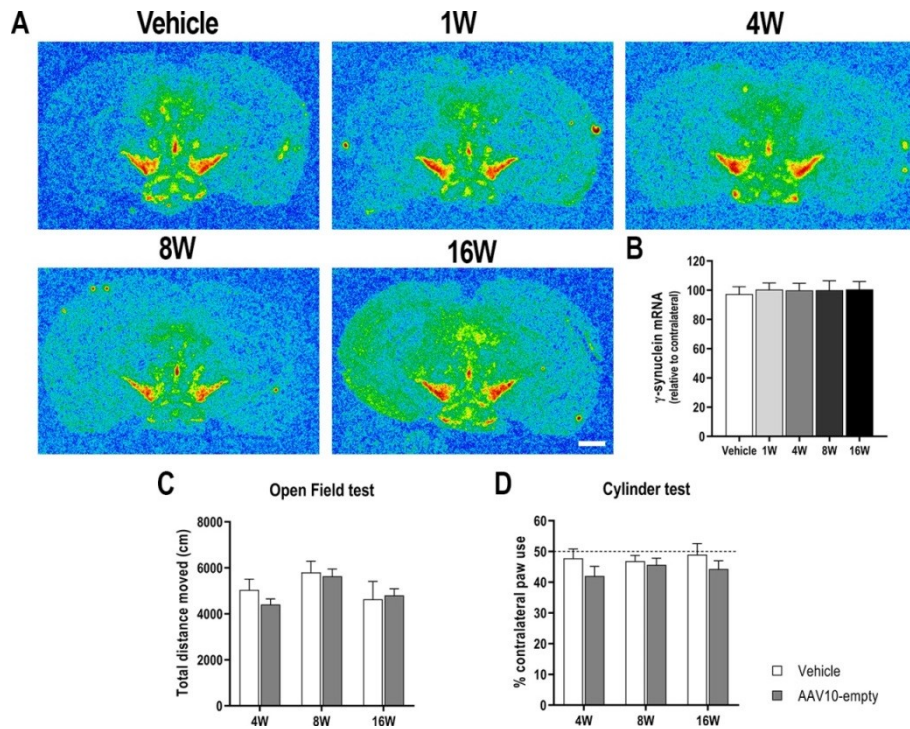 A
Vehicle
1W
4W
8W
16W
B
γ-synuclein mRNA
(relative to contralateral)
120
100
80
60
40
20
0
Vehicle 1W 4W 8W 16W
C
Open Field test
Total distance moved (cm)
8000
6000
4000
2000
0
4W 8W 16W
D
Cylinder test
% contralateral paw use
60
50
40
30
20
10
0
4W 8W 16W
Vehicle
AAV10-empty